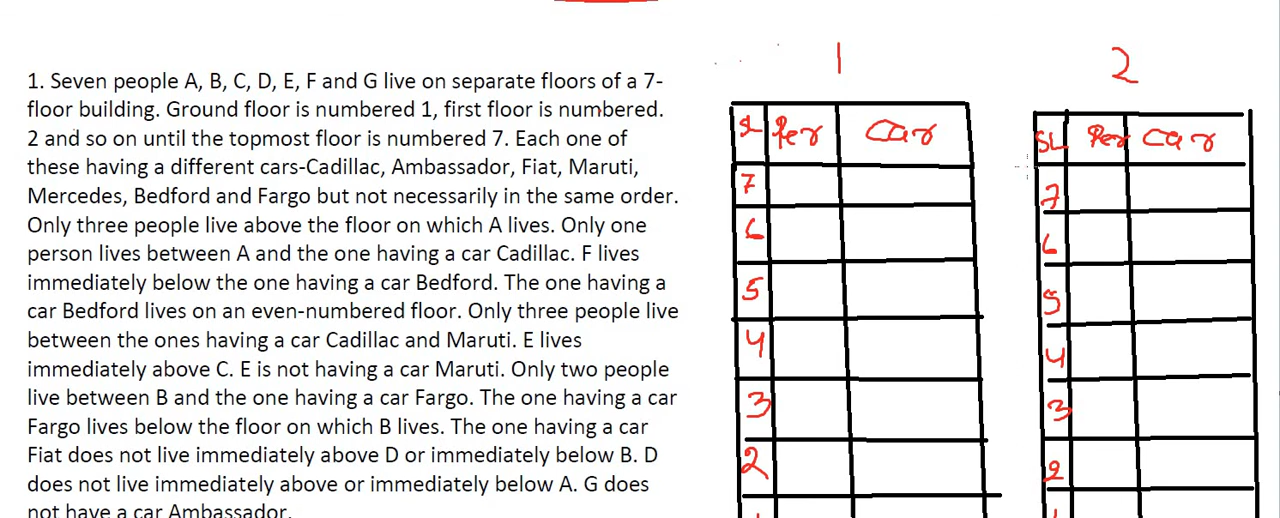 1. Seven people A, B, C, D, E, F and G live on separate floors of a 7-
floor building. Ground floor is numbered 1, first floor is numbered.
2 and so on until the topmost floor is numbered 7. Each one of
these having a different cars-Cadillac, Ambassador, Fiat, Maruti,
Mercedes, Bedford and Fargo but not necessarily in the same order.
Only three people live above the floor on which A lives. Only one
person lives between A and the one having a car Cadillac. F lives
immediately below the one having a car Bedford. The one having a
car Bedford lives on an even-numbered floor. Only three people live
between the ones having a car Cadillac and Maruti. E lives
immediately above C. E is not having a car Maruti. Only two people
live between B and the one having a car Fargo. The one having a car
Fargo lives below the floor on which B lives. The one having a car
Fiat does not live immediately above D or immediately below B. D
does not live immediately above or immediately below A. G does
not have a car Ambassador.
1
SL Per Car
7
6
5
4
3
2
1
2
SL Per Car
7
6
5
4
3
2
1